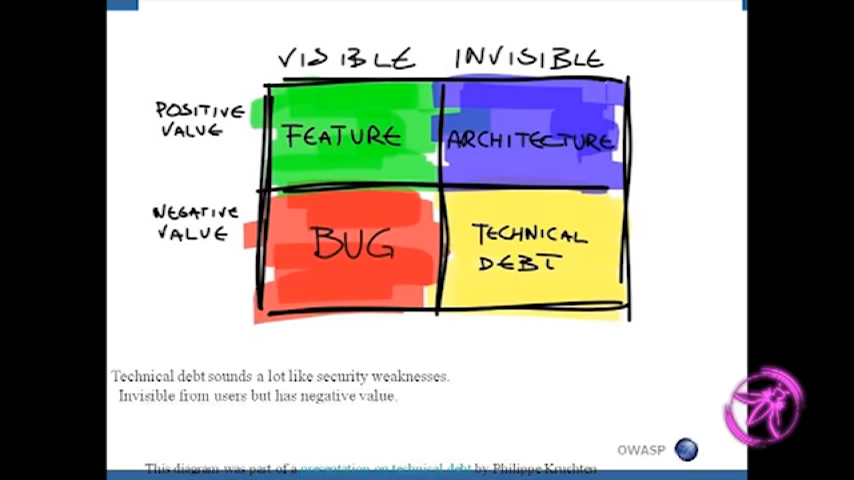 VISIBLE INVISIBLE
POSITIVE
VALUE
FEATURE ARCHITECTURE
NEGATIVE
VALUE
BUG
TECHNICAL
DEBT
Technical debt sounds a lot like security weaknesses.
Invisible from users but has negative value.
OWASP
This diagram was part of a presentation on technical debt by Philippe Kruchten